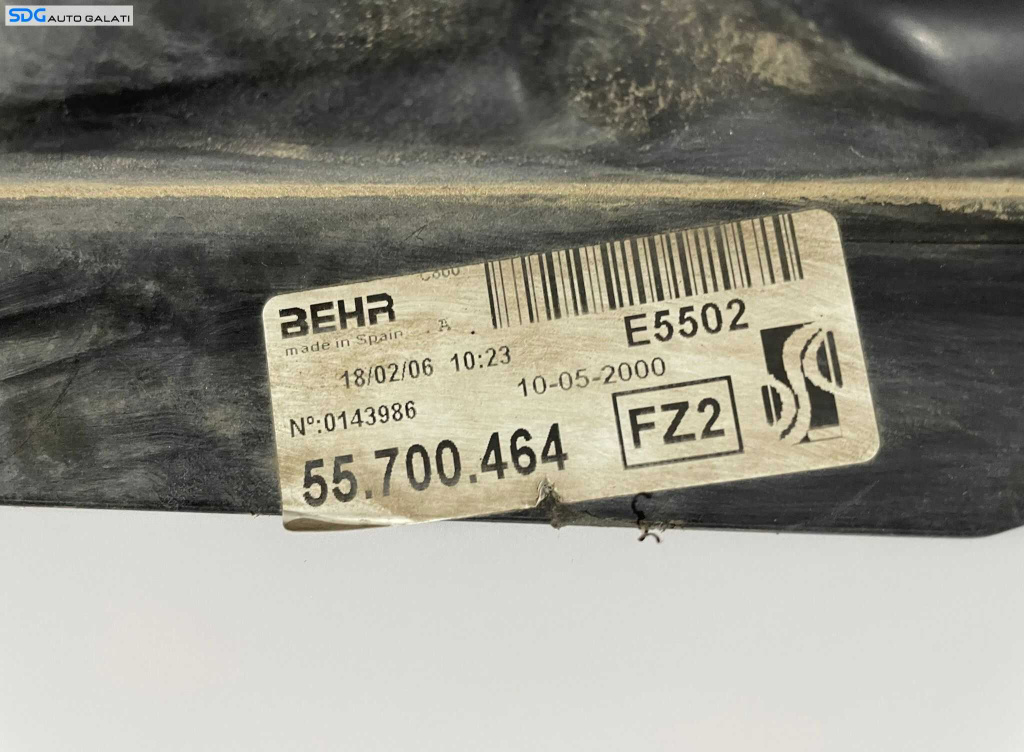 SDG AUTO GALATI
BEHR
made in Spain
A
E5502
18/02/06 10:23
10-05-2000
Nº:0143986
FZ2
55.700.464